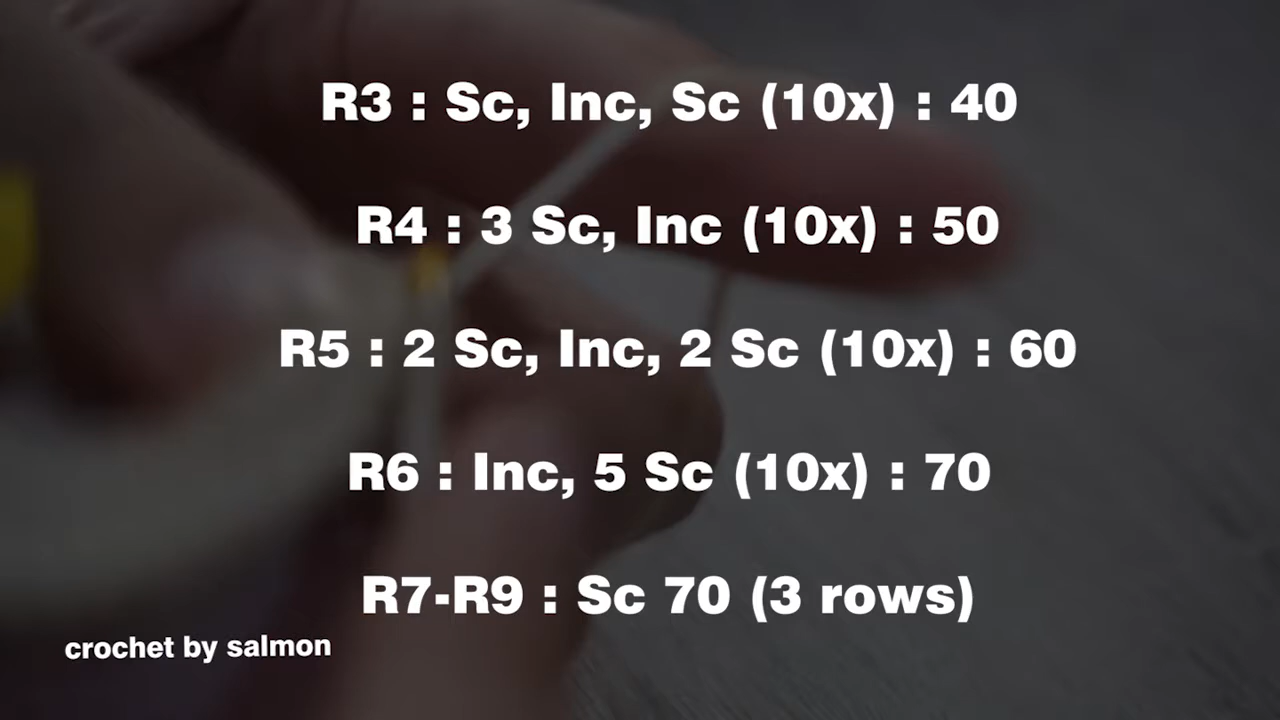 R3 : Sc, Inc, Sc (10x) : 40
R4 : 3 Sc, Inc (10x) : 50
R5 : 2 Sc, Inc, 2 Sc (10x) : 60
R6 : Inc, 5 Sc (10x) : 70
R7-R9 : Sc 70 (3 rows)
crochet by salmon